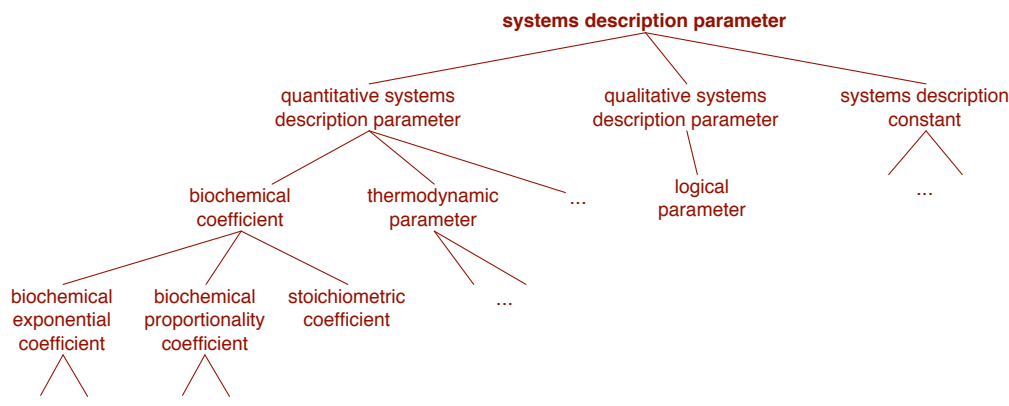 systems description parameter
quantitative systems
description parameter
qualitative systems
description parameter
systems description
constant
biochemical
coefficient
thermodynamic
parameter
...
logical
parameter
...
biochemical
exponential
coefficient
biochemical
proportionality
coefficient
stoichiometric
coefficient
...